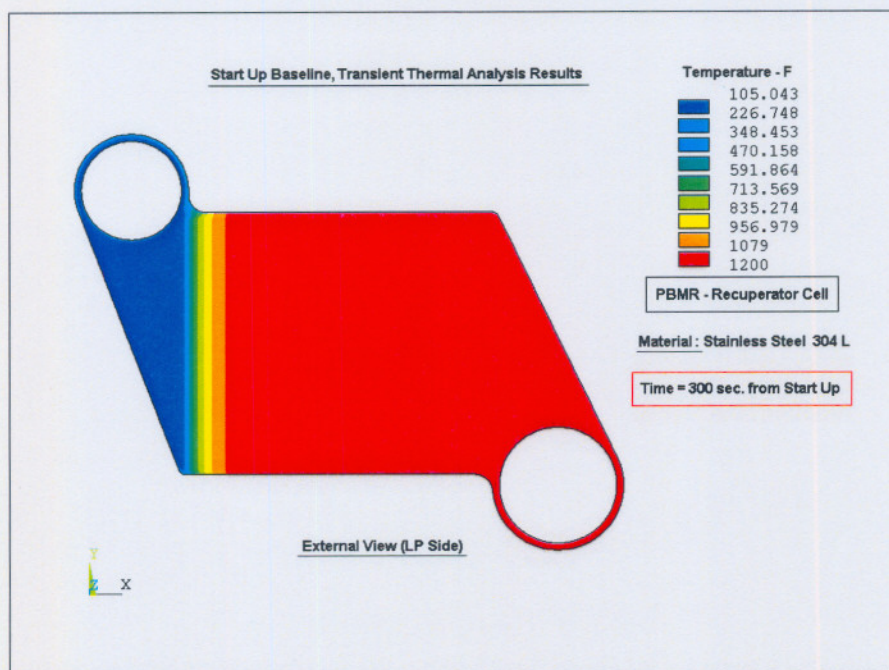 Start Up Baseline, Transient Thermal Analysis Results
Temperature - F
105.043
226.748
348.453
470.158
591.864
713.569
835.274
956.979
1079
1200
PBMR - Recuperator Cell
Material : Stainless Steel 304 L
Time = 300 sec. from Start Up
External View (LP Side)
Y
Z X